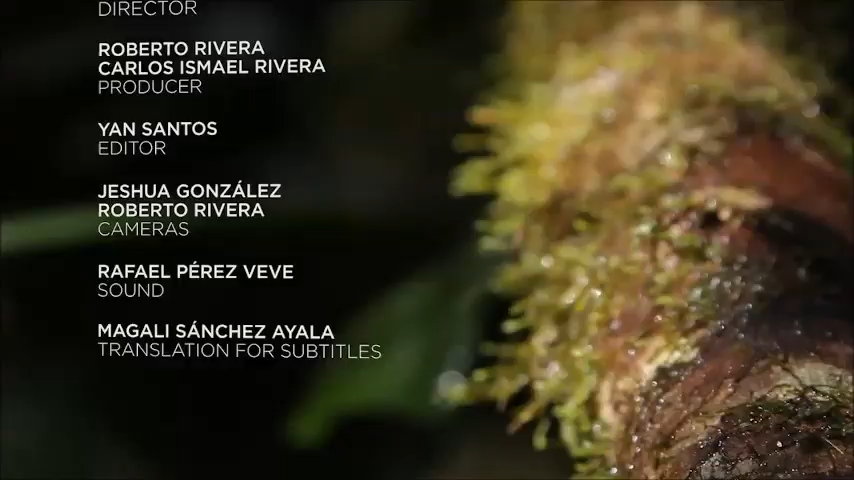 DIRECTOR
ROBERTO RIVERA
CARLOS ISMAEL RIVERA
PRODUCER
YAN SANTOS
EDITOR
JESHUA GONZÁLEZ
ROBERTO RIVERA
CAMERAS
RAFAEL PÉREZ VEVE
SOUND
MAGALI SÁNCHEZ AYALA
TRANSLATION FOR SUBTITLES